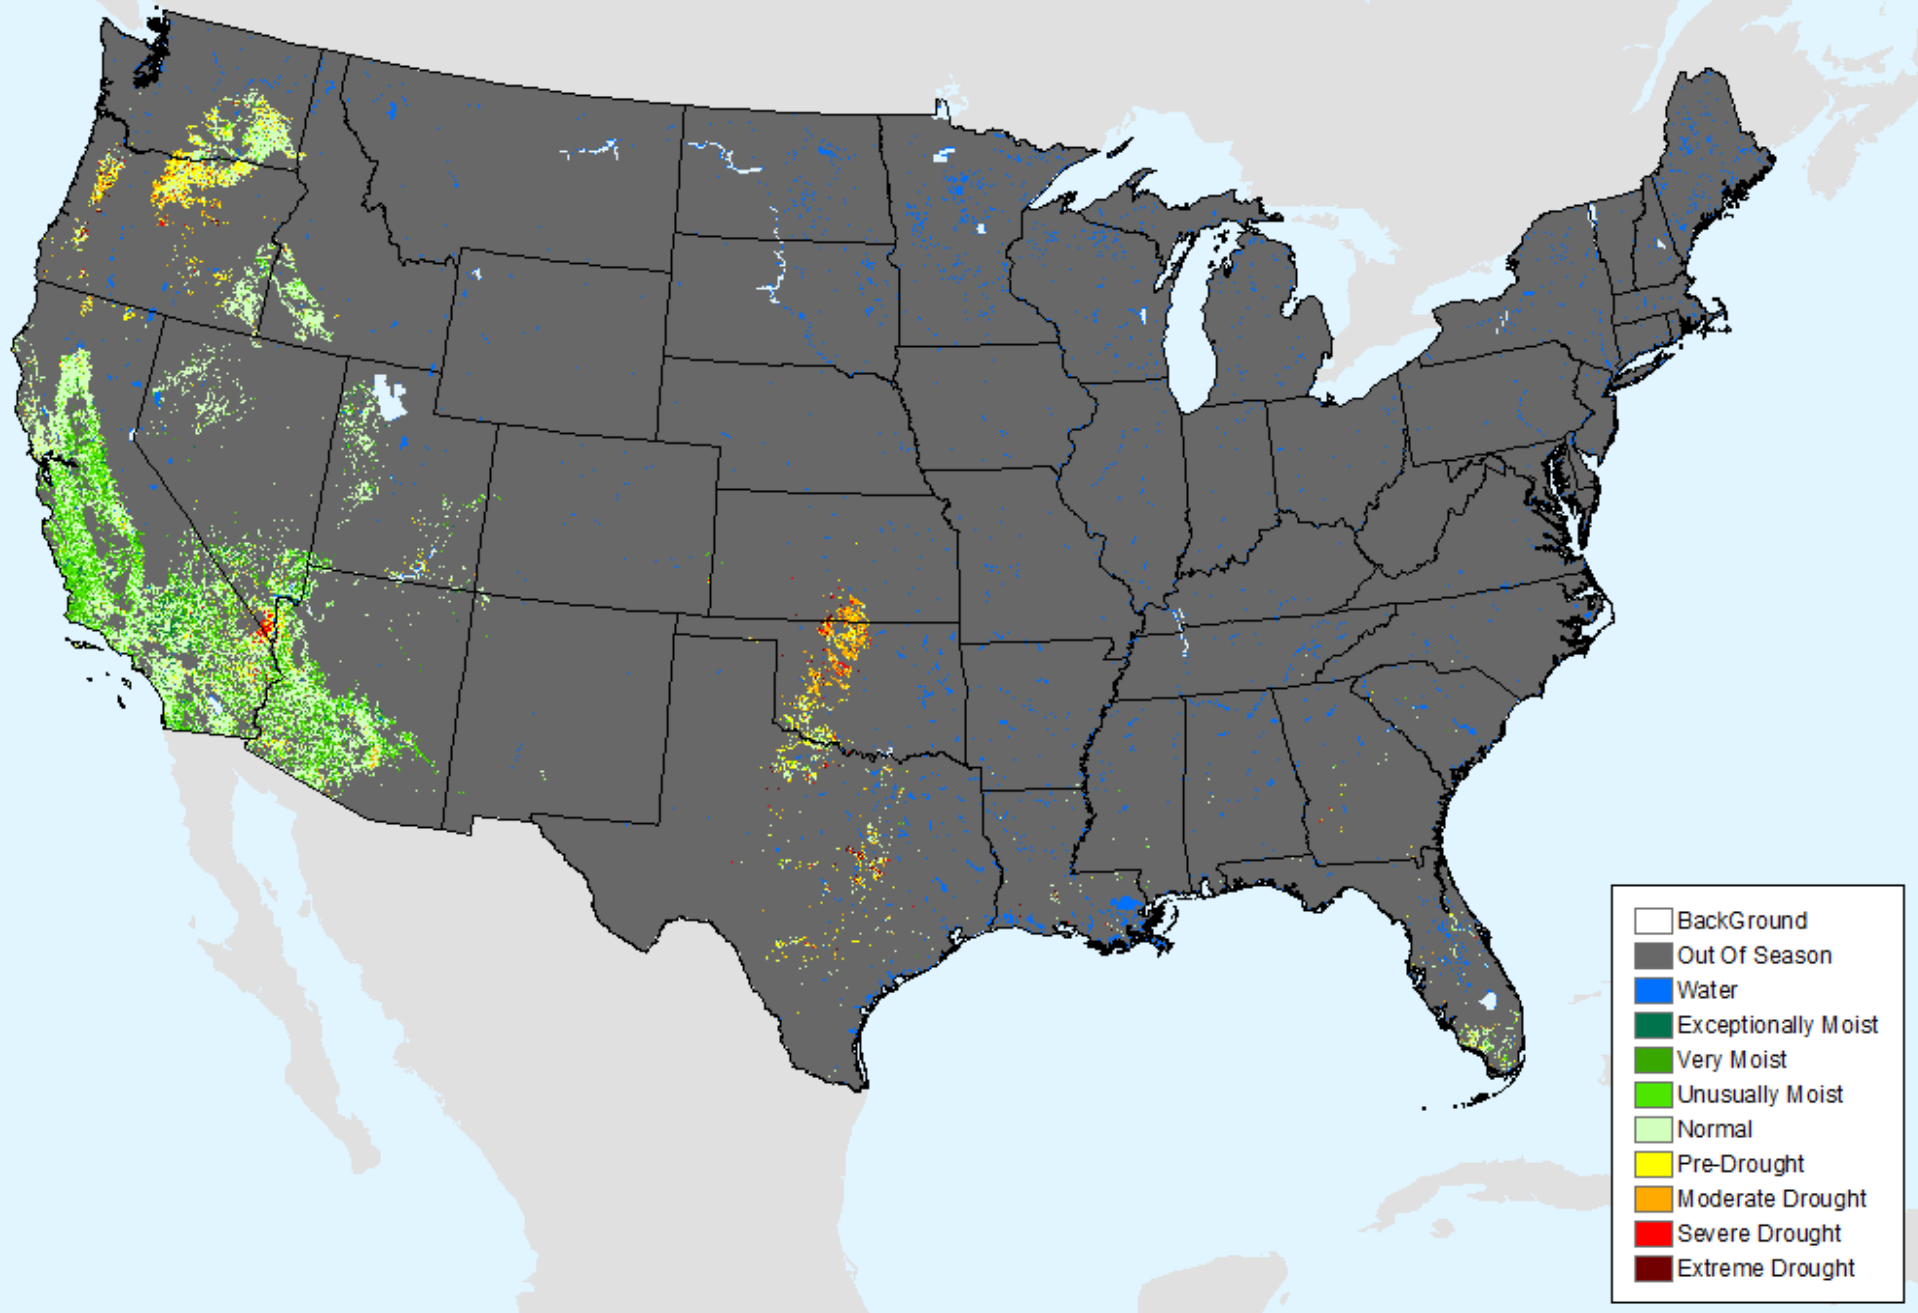 BackGround
Out Of Season
Water
Exceptionally Moist
Very Moist
Unusually Moist
Normal
Pre-Drought
Moderate Drought
Severe Drought
Extreme Drought